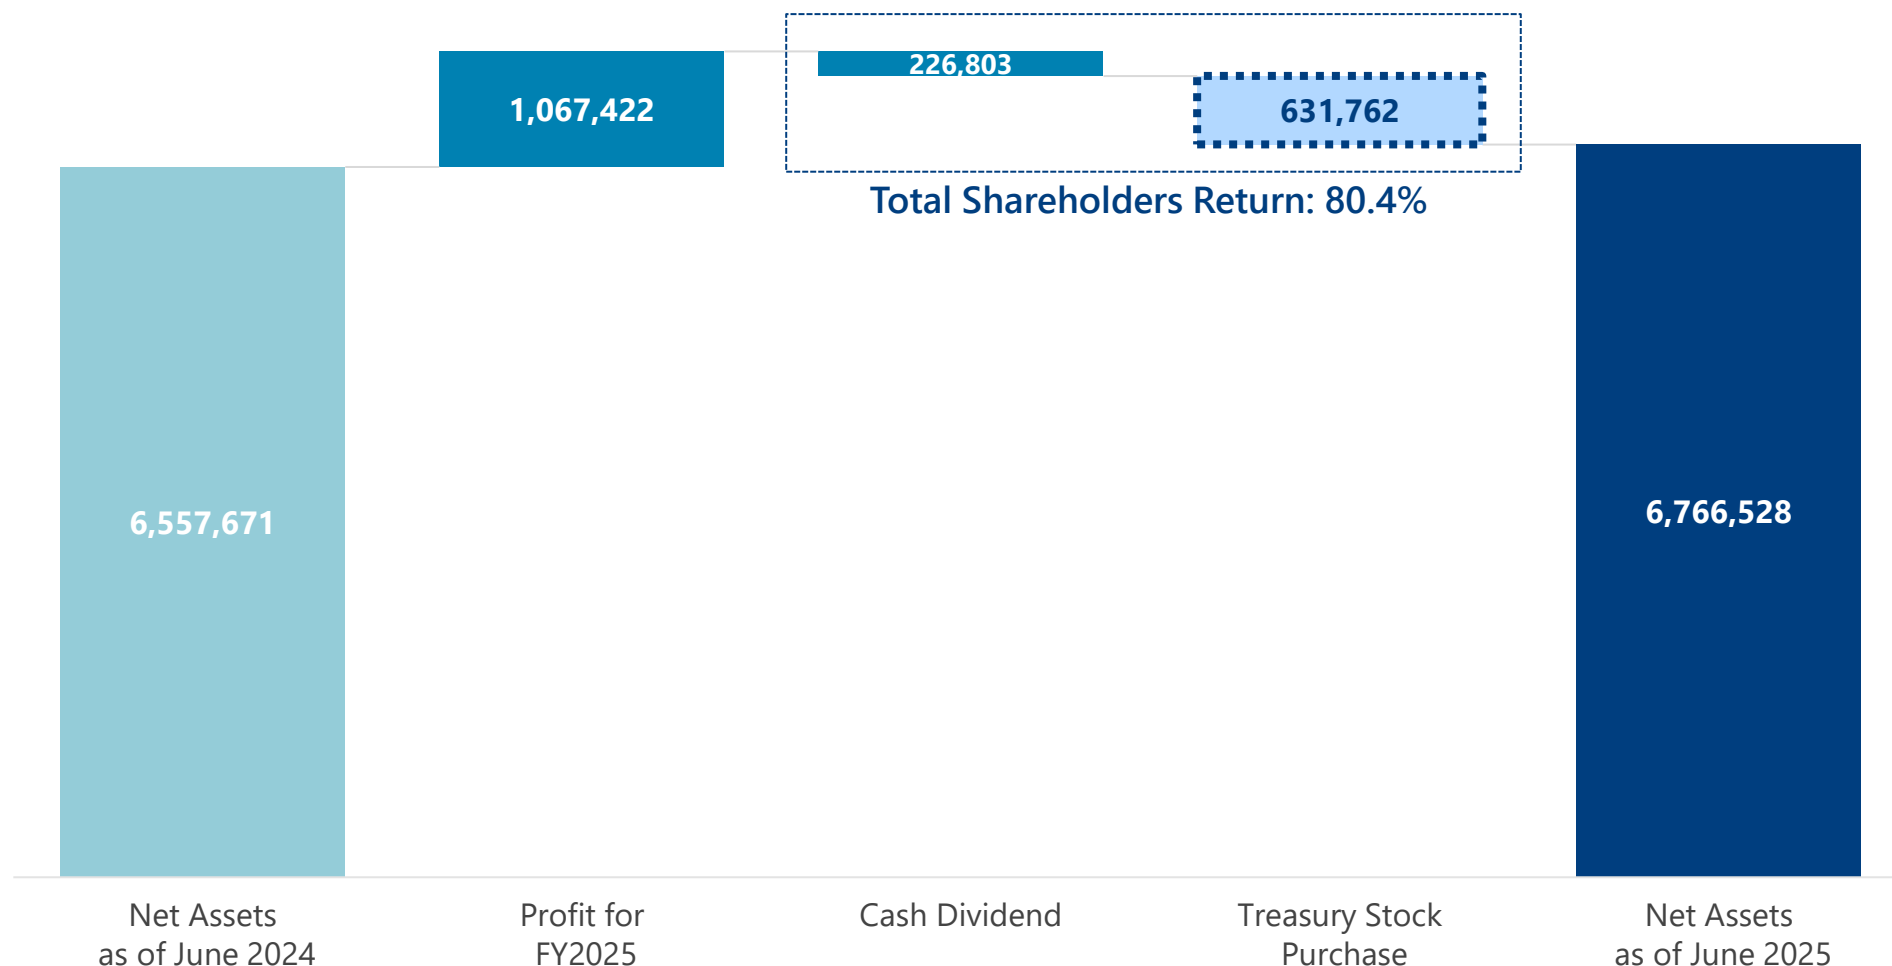 226,803
1,067,422
631,762
Total Shareholders Return: 80.4%
6,557,671
6,766,528
Net Assets
as of June 2024
Profit for
FY2025
Cash Dividend
Treasury Stock
Purchase
Net Assets
as of June 2025